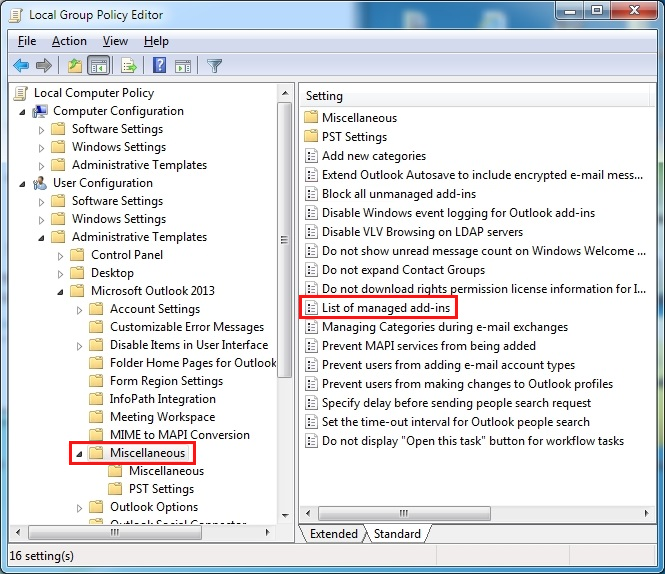 Local Group Policy Editor
File Action View Help
Local Computer Policy
Computer Configuration
Software Settings
Windows Settings
Administrative Templates
User Configuration
Software Settings
Windows Settings
Administrative Templates
Control Panel
Desktop
Microsoft Outlook 2013
Account Settings
Customizable Error Messages
Disable Items in User Interface
Folder Home Pages for Outlook
Form Region Settings
InfoPath Integration
Meeting Workspace
MIME to MAPI Conversion
Miscellaneous
Miscellaneous
PST Settings
Outlook Options
Outlook Social Connector
Setting
Miscellaneous
PST Settings
Add new categories
Extend Outlook Autosave to include encrypted e-mail mess...
Block all unmanaged add-ins
Disable Windows event logging for Outlook add-ins
Disable VLV Browsing on LDAP servers
Do not show unread message count on Windows Welcome ...
Do not expand Contact Groups
Do not download rights permission license information for I...
List of managed add-ins
Managing Categories during e-mail exchanges
Prevent MAPI services from being added
Prevent users from adding e-mail account types
Prevent users from making changes to Outlook profiles
Specify delay before sending people search request
Set the time-out interval for Outlook people search
Do not display "Open this task" button for workflow tasks
Extended Standard
16 setting(s)